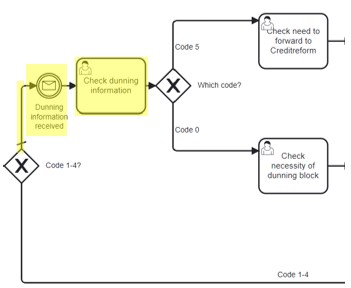 Check need to
forward to
Creditreform
Code 5
Check dunning
information
Which code?
Dunning
information
received
Code 0
Code 1-4?
Check
necessity of
dunning block
Code 1-4